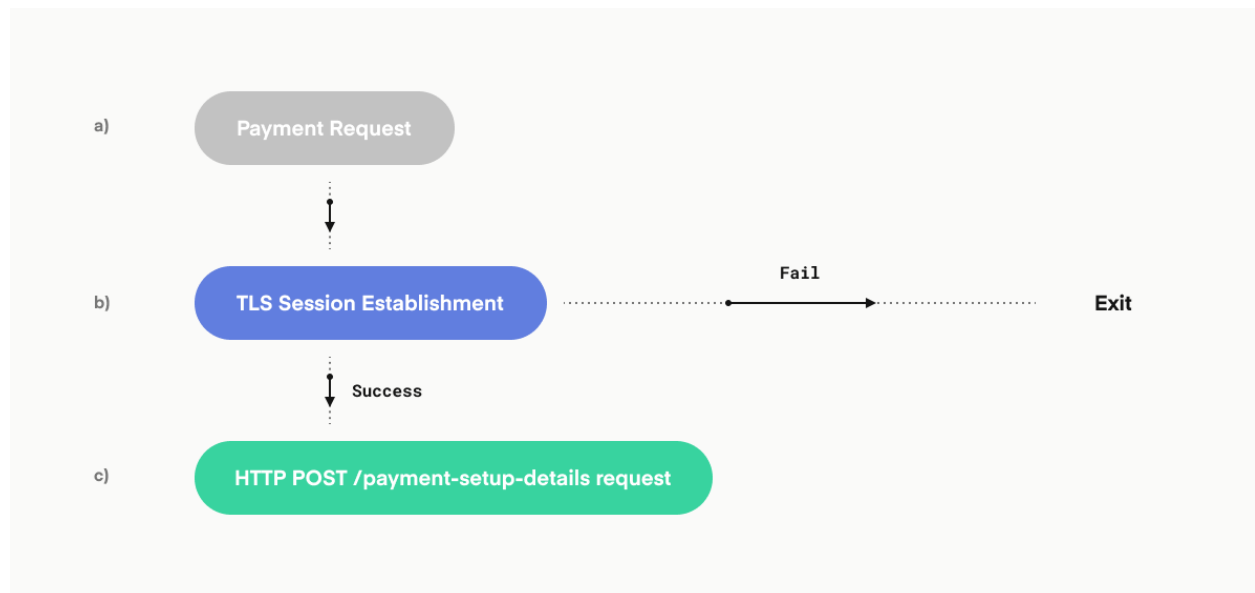 a) Payment Request
Fail
b) TLS Session Establishment Exit
Success
c) HTTP POST /payment-setup-details request